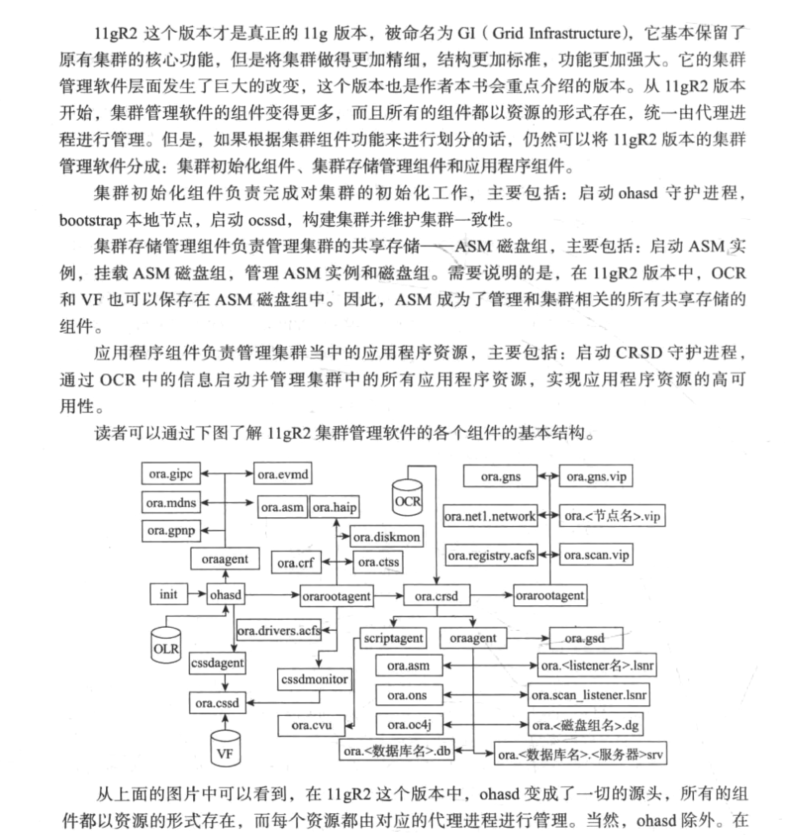 11gR2 这个版本才是真正的 11g 版本，被命名为 GI（Grid Infrastructure），它基本保留了
原有集群的核心功能，但是将集群做得更加精细，结构更加标准，功能更加强大。它的集群
管理软件层面发生了巨大的改变，这个版本也是作者本书会重点介绍的版本。从 11gR2 版本
开始，集群管理软件的组件变得更多，而且所有的组件都以资源的形式存在，统一由代理进
程进行管理。但是，如果根据集群组件功能来进行划分的话，仍然可以将 11gR2 版本的集群
管理软件分成：集群初始化组件、集群存储管理组件和应用程序组件。
集群初始化组件负责完成对集群的初始化工作，主要包括：启动 ohasd 守护进程，
bootstrap 本地节点，启动 ocssd，构建集群并维护集群一致性。
集群存储管理组件负责管理集群的共享存储——ASM 磁盘组，主要包括：启动 ASM 实
例，挂载 ASM 磁盘组，管理 ASM 实例和磁盘组。需要说明的是，在 11gR2 版本中，OCR
和 VF 也可以保存在 ASM 磁盘组中。因此，ASM 成为了管理和集群相关的所有共享存储的
组件。
应用程序组件负责管理集群当中的应用程序资源，主要包括：启动 CRSD 守护进程，
通过 OCR 中的信息启动并管理集群中的所有应用程序资源，实现应用程序资源的高可
用性。
读者可以通过下图了解 11gR2 集群管理软件的各个组件的基本结构。
ora.gipc
ora.evmd
ora.gns
ora.gns.vip
ora.mdns
ora.asm
ora.haip
OCR
ora.net1.network
ora.<节点名>.vip
ora.gpnp
ora.diskmon
oraagent
ora.crf
ora.ctss
ora.registry.acfs
ora.scan.vip
init
ohasd
orarootagent
ora.crsd
orarootagent
OLR
ora.drivers.acfs
scriptagent
oraagent
ora.gsd
cssdagent
cssdmonitor
ora.asm
ora.<listener名>.lsnr
ora.cssd
ora.ons
ora.scan_listener.lsnr
ora.cvu
ora.oc4j
ora.<磁盘组名>.dg
VF
ora.<数据库名>.db
ora.<数据库名>.<服务器>srv
从上面的图片中可以看到，在 11gR2 这个版本中，ohasd 变成了一切的源头，所有的组
件都以资源的形式存在，而每个资源都由对应的代理进程进行管理。当然，ohasd 除外。在